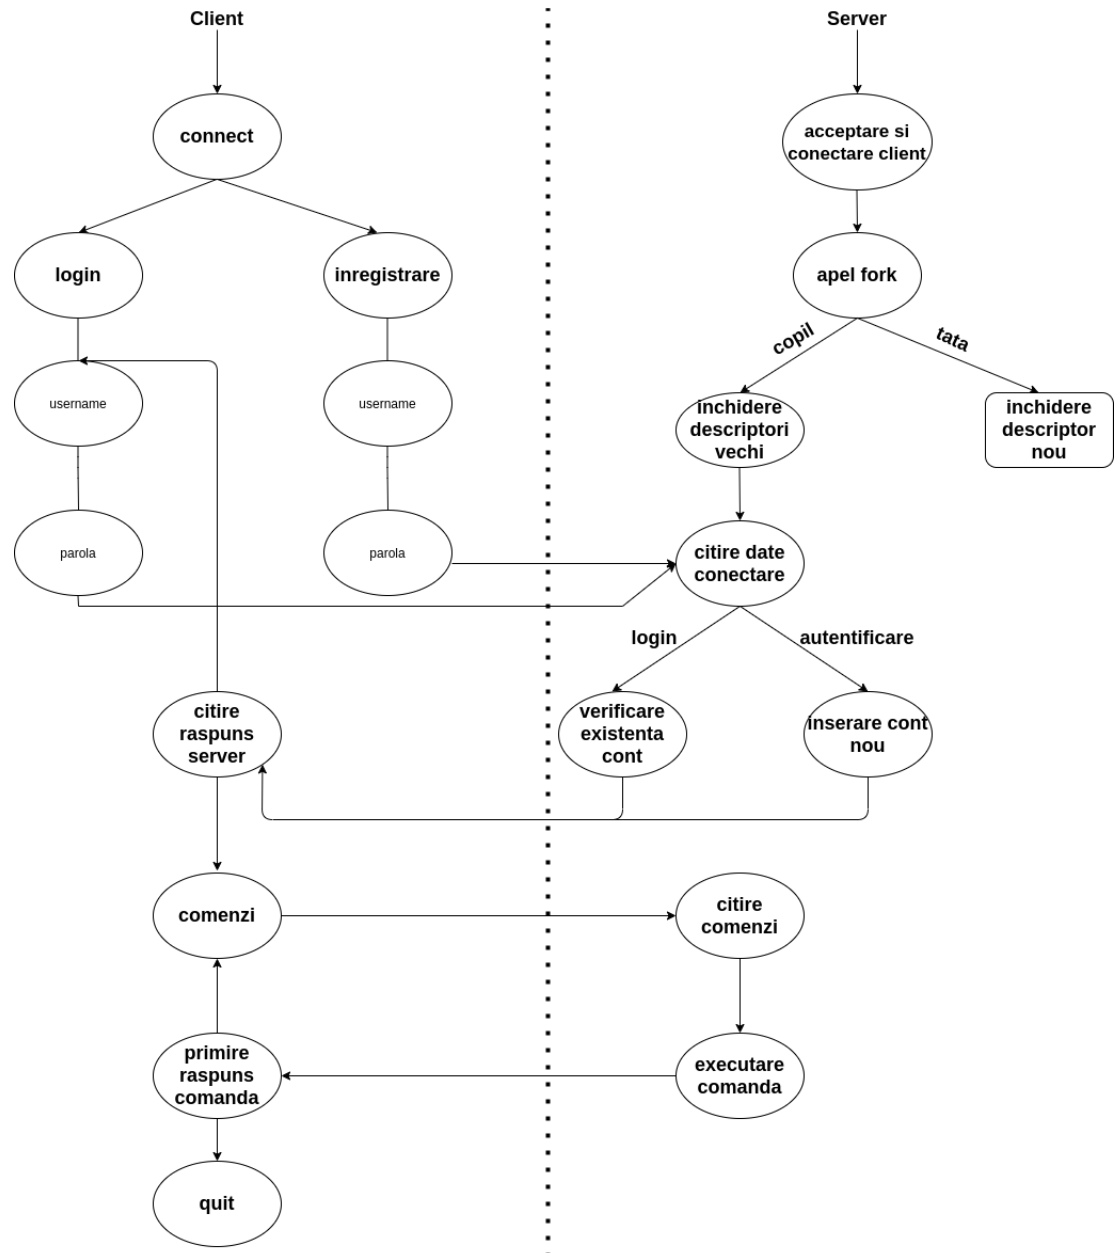 Client
Server
connect
acceptare si
conectare client
login
inregistrare
apel fork
copil
tata
username
username
inchidere
descriptori
vechi
inchidere
descriptor
nou
parola
parola
citire date
conectare
login
autentificare
citire
raspuns
server
verificare
existenta
cont
inserare cont
nou
comenzi
citire
comenzi
primire
raspuns
comanda
executare
comanda
quit